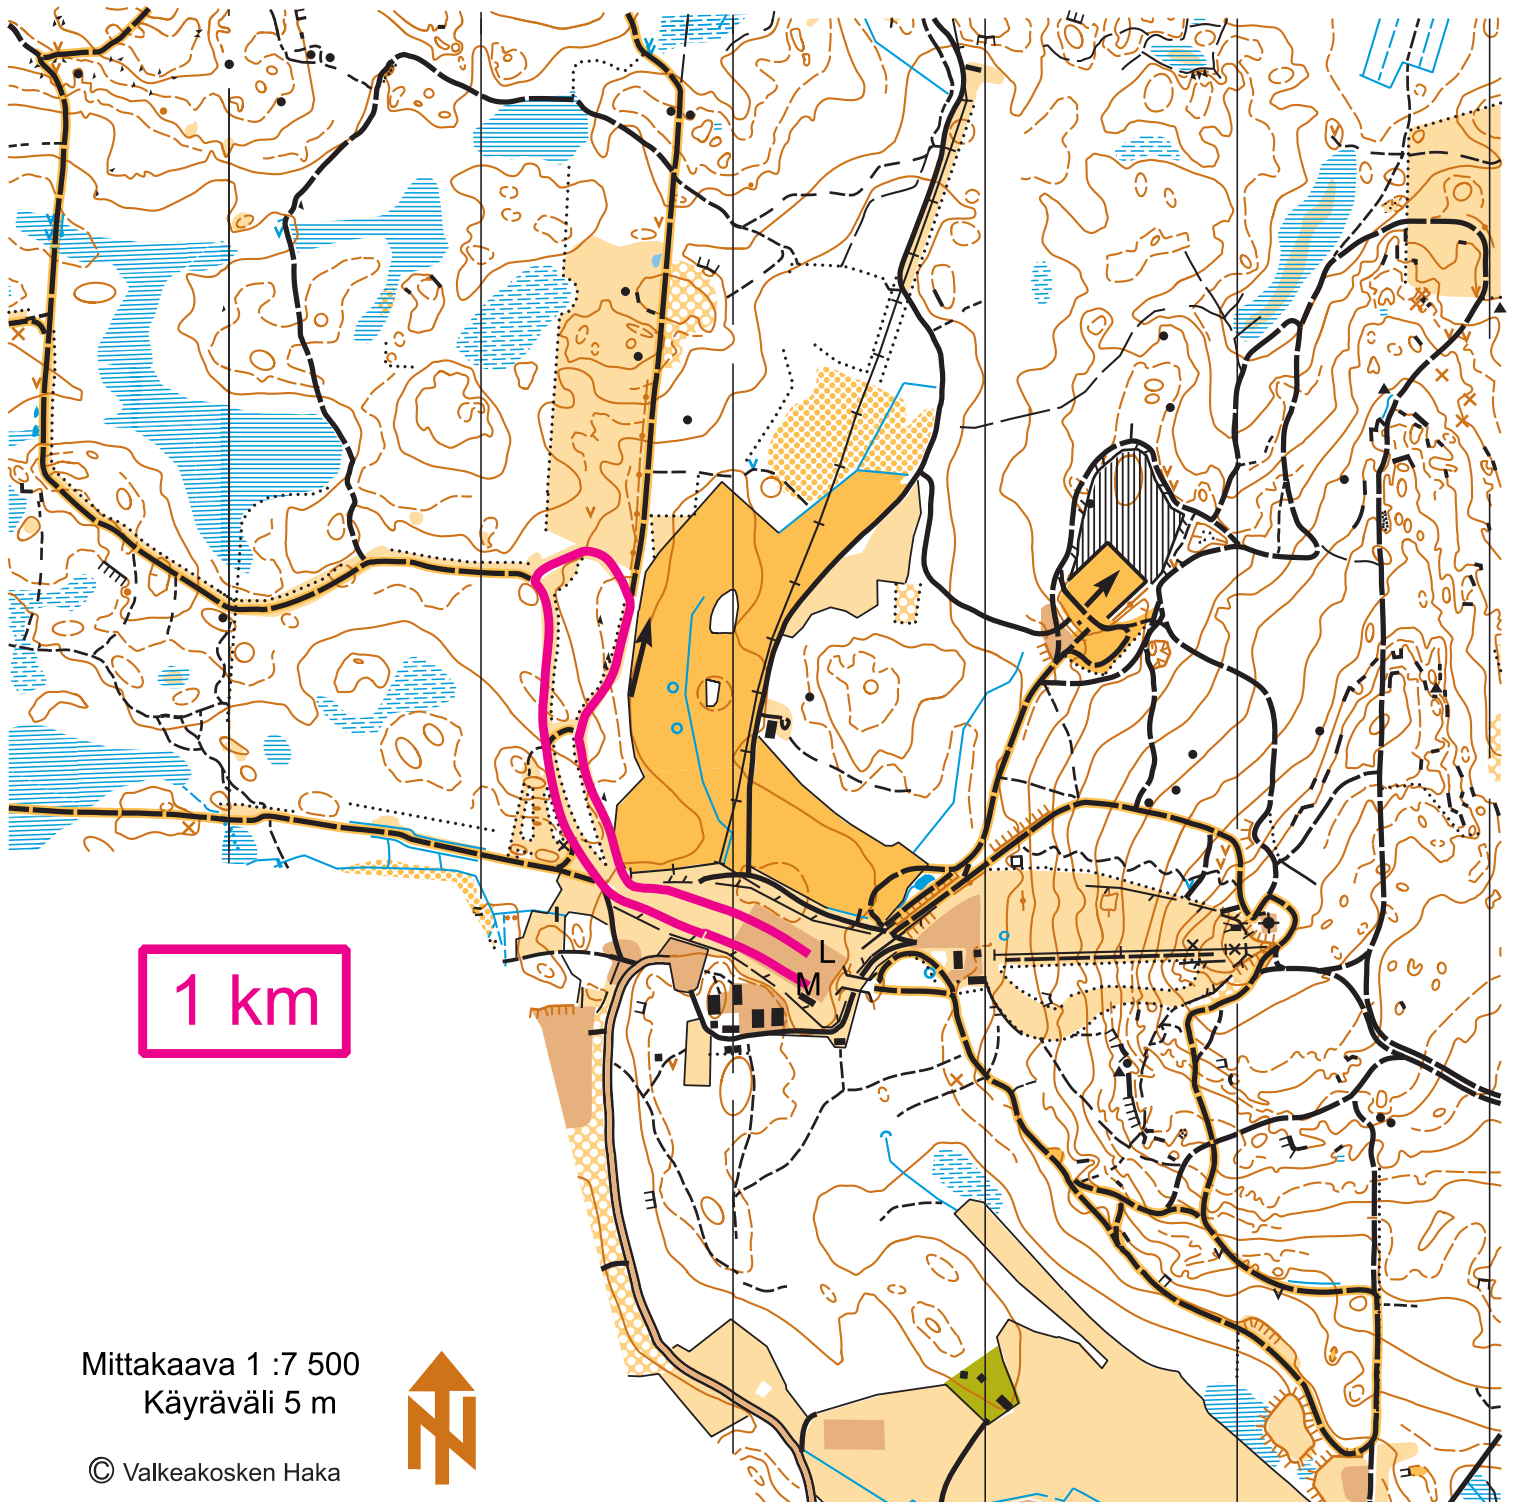 L
M
1 km
Mittakaava 1 :7 500
Käyräväli 5 m
© Valkeakosken Haka